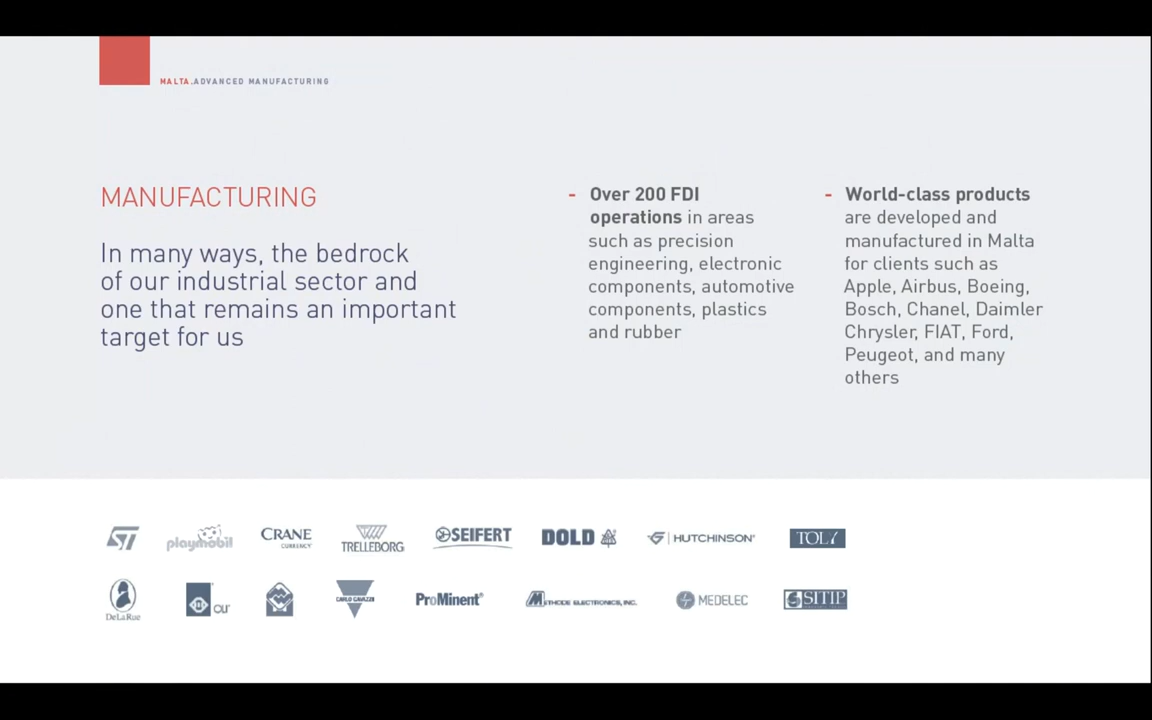 MALTA.ADVANCED MANUFACTURING
MANUFACTURING
In many ways, the bedrock
of our industrial sector and
one that remains an important
target for us
- Over 200 FDI
operations in areas
such as precision
engineering, electronic
components, automotive
components, plastics
and rubber
- World-class products
are developed and
manufactured in Malta
for clients such as
Apple, Airbus, Boeing,
Bosch, Chanel, Daimler
Chrysler, FIAT, Ford,
Peugeot, and many
others
ST
playmobil
CRANE
CURRENCY
TRELLEBORG
SEIFERT
DOLD
HUTCHINSON
DeLaRue
CARLO GAVAZZI
ProMinent
METHODE ELECTRONICS, INC.
MEDELEC
SITIP